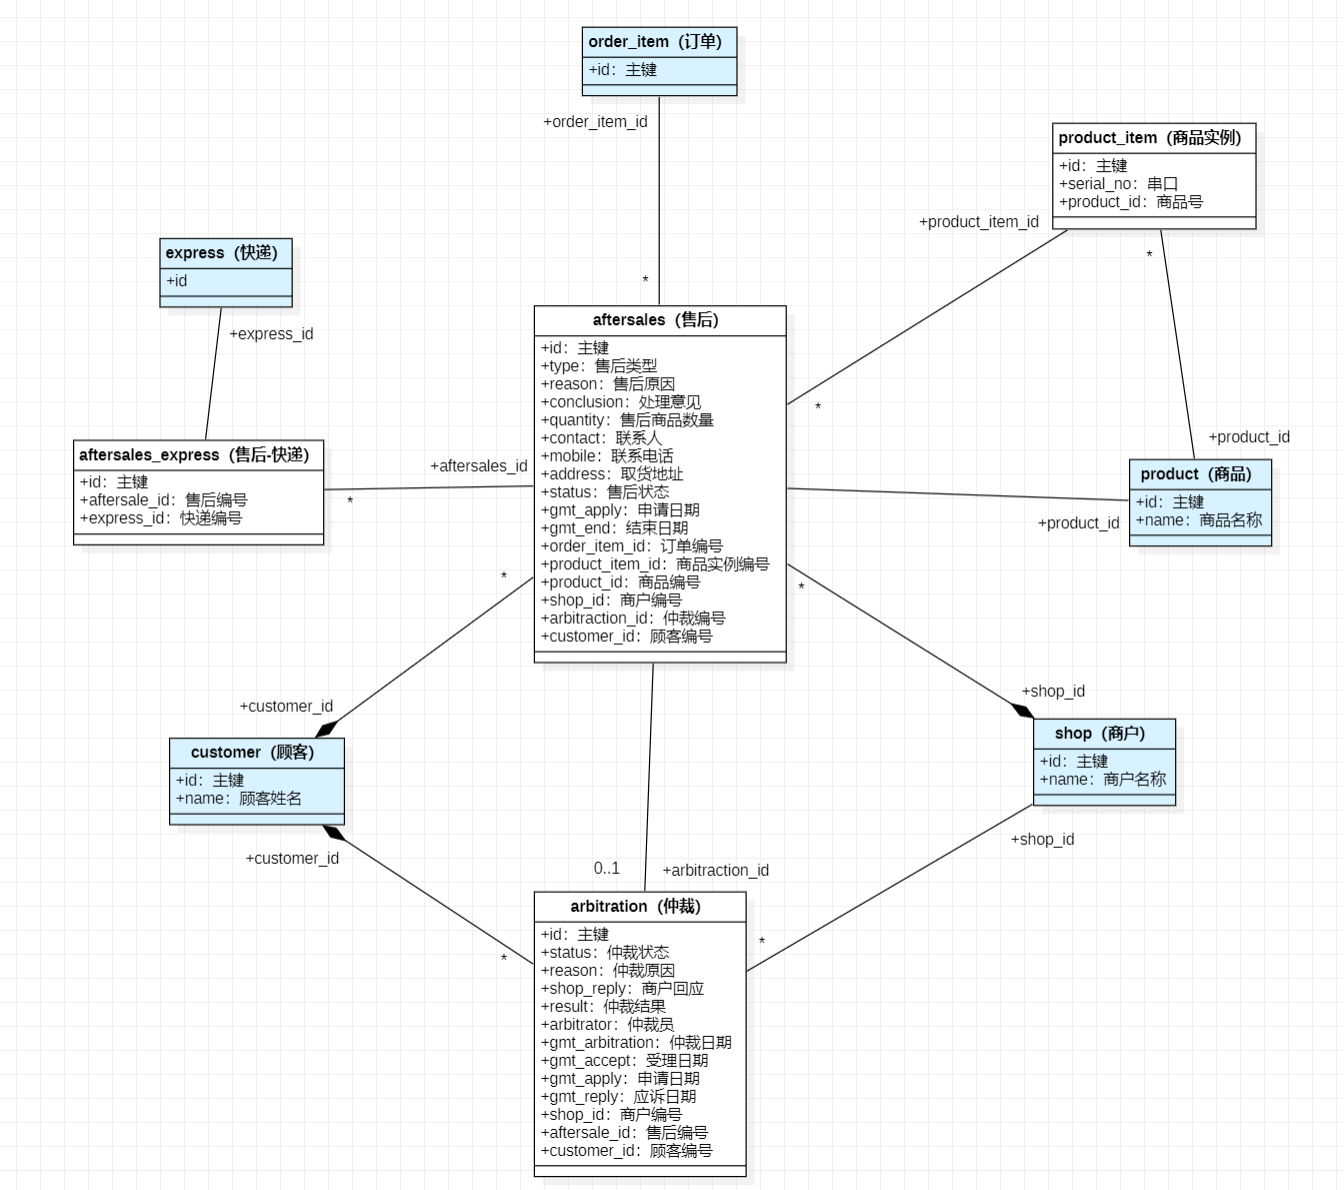 order_item（订单）
+id：主键
+order_item_id
*
product_item（商品实例）
+id：主键
+serial_no：串口
+product_id：商品号
+product_item_id
*
*
+product_id
express（快递）
+id
+express_id
aftersales_express（售后-快递）
+id：主键
+aftersale_id：售后编号
+express_id：快递编号
+aftersales_id
*
aftersales（售后）
+id：主键
+type：售后类型
+reason：售后原因
+conclusion：处理意见
+quantity：售后商品数量
+contact：联系人
+mobile：联系电话
+address：取货地址
+status：售后状态
+gmt_apply：申请日期
+gmt_end：结束日期
+order_item_id：订单编号
+product_item_id：商品实例编号
+product_id：商品编号
+shop_id：商户编号
+arbitraction_id：仲裁编号
+customer_id：顾客编号
product（商品）
+id：主键
+name：商品名称
+product_id
*
+customer_id
*
+shop_id
customer（顾客）
+id：主键
+name：顾客姓名
+customer_id
*
shop（商户）
+id：主键
+name：商户名称
+shop_id
*
0..1
+arbitraction_id
arbitration（仲裁）
+id：主键
+status：仲裁状态
+reason：仲裁原因
+shop_reply：商户回应
+result：仲裁结果
+arbitrator：仲裁员
+gmt_arbitration：仲裁日期
+gmt_accept：受理日期
+gmt_apply：申请日期
+gmt_reply：应诉日期
+shop_id：商户编号
+aftersale_id：售后编号
+customer_id：顾客编号